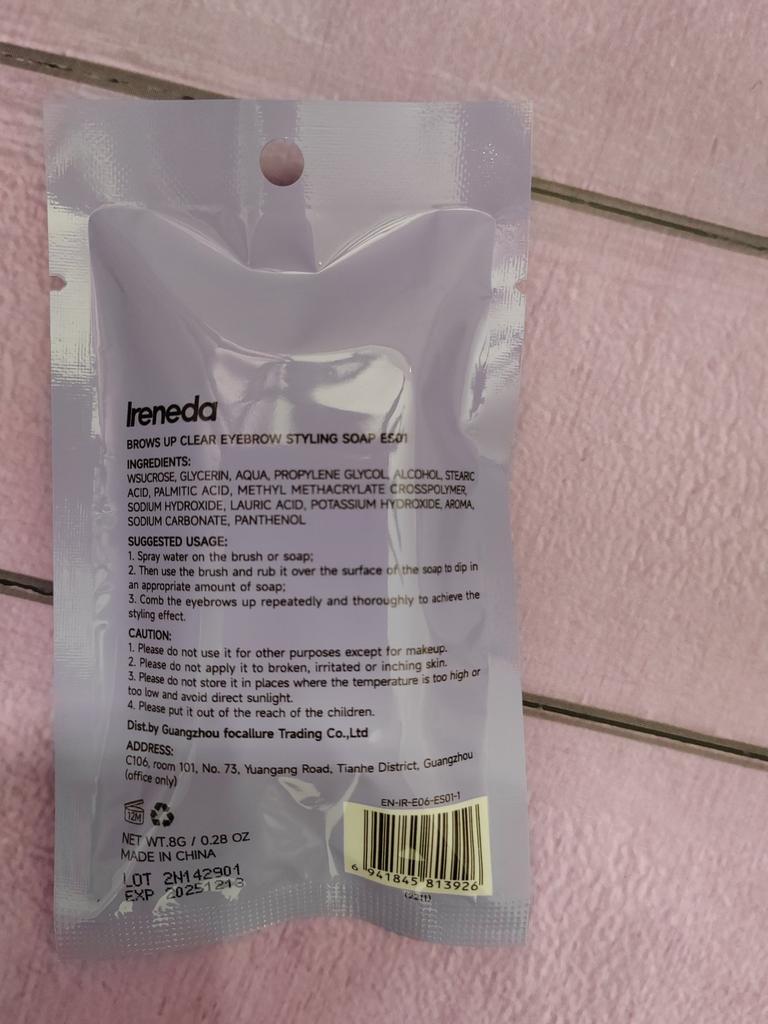 Ireneda
BROWS UP CLEAR EYEBROW STYLING SOAP ES01
INGREDIENTS:
WSUCROSE, GLYCERIN, AQUA, PROPYLENE GLYCOL, ALCOHOL, STEARIC
ACID, PALMITIC ACID, METHYL METHACRYLATE CROSSPOLYMER,
SODIUM HYDROXIDE, LAURIC ACID, POTASSIUM HYDROXIDE, AROMA,
SODIUM CARBONATE, PANTHENOL
SUGGESTED USAGE:
1. Spray water on the brush or soap;
2. Then use the brush and rub it over the surface of the soap to dip in
an appropriate amount of soap;
3. Comb the eyebrows up repeatedly and thoroughly to achieve the
styling effect.
CAUTION:
1. Please do not use it for other purposes except for makeup.
2. Please do not apply it to broken, irritated or inching skin.
3. Please do not store it in places where the temperature is too high or
too low and avoid direct sunlight.
4. Please put it out of the reach of the children.
Dist.by Guangzhou focallure Trading Co.,Ltd
ADDRESS:
C106, room 101, No. 73, Yuangang Road, Tianhe District, Guangzhou
(office only)
12M
EN-IR-E06-ES01-1
NET WT.8G / 0.28 OZ
MADE IN CHINA
LOT 2N142901
EXP 20251213
6 941845 813926
(2211)